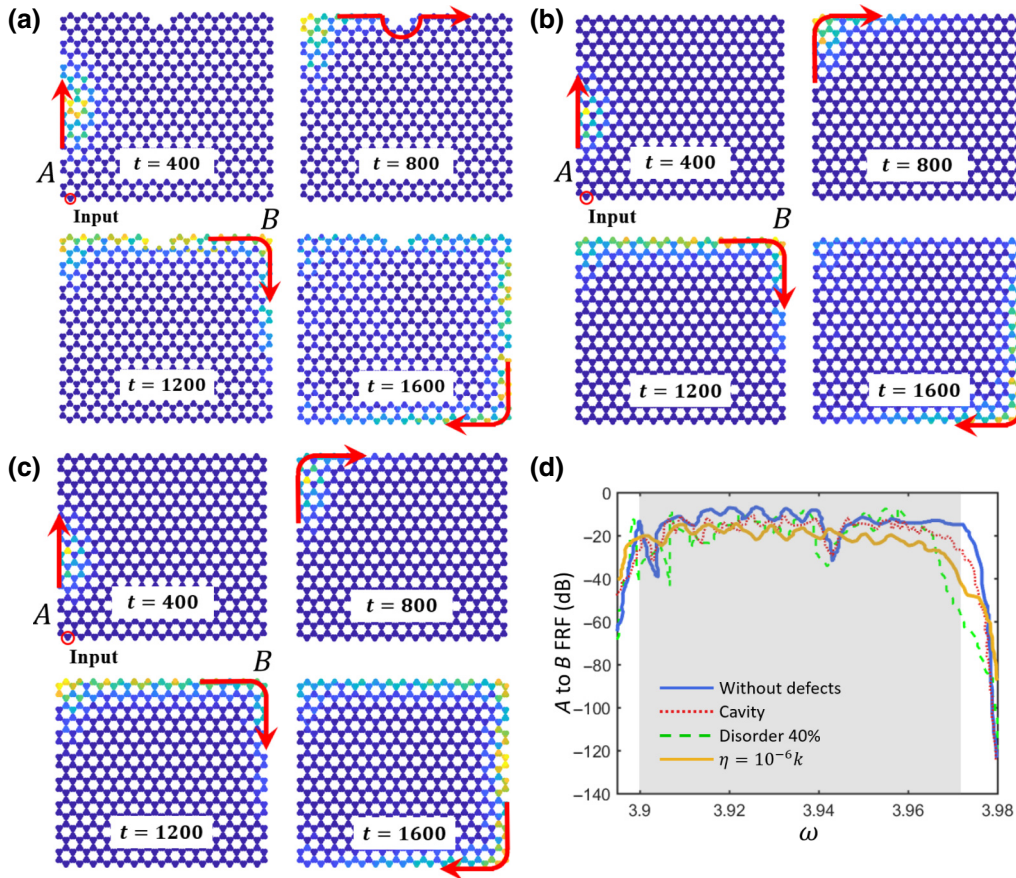 (a)
A
t = 400
t = 800
Input
B
t = 1200
t = 1600
(b)
A
t = 400
t = 800
Input
B
t = 1200
t = 1600
(c)
A
t = 400
t = 800
Input
B
t = 1200
t = 1600
(d)
A to B FRF (dB)
0
−20
−40
−60
−80
−100
−120
−140
Without defects
Cavity
Disorder 40%
η = 10⁻⁶k
3.9 3.92 3.94 3.96 3.98
ω